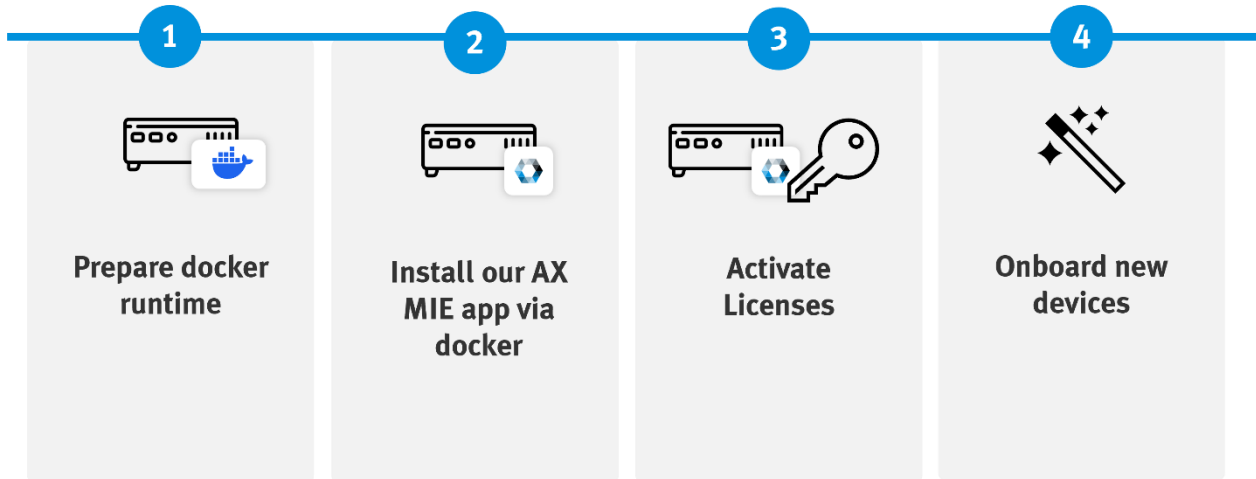 1
2
3
4
Prepare docker
runtime
Install our AX
MIE app via
docker
Activate
Licenses
Onboard new
devices